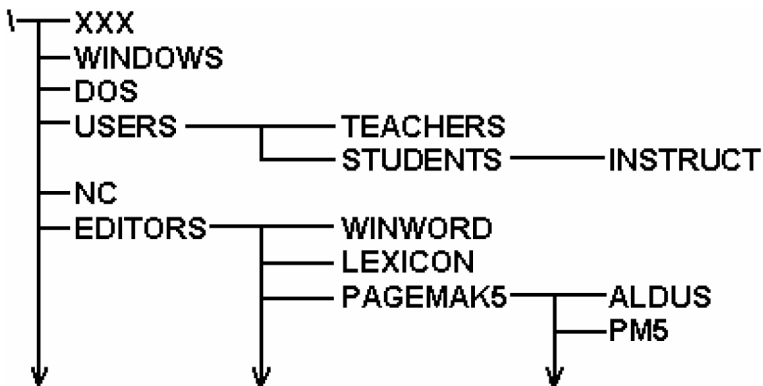 \ XXX
WINDOWS
DOS
USERS TEACHERS
STUDENTS INSTRUCT
NC
EDITORS WINWORD
LEXICON
PAGEMAK5 ALDUS
PM5